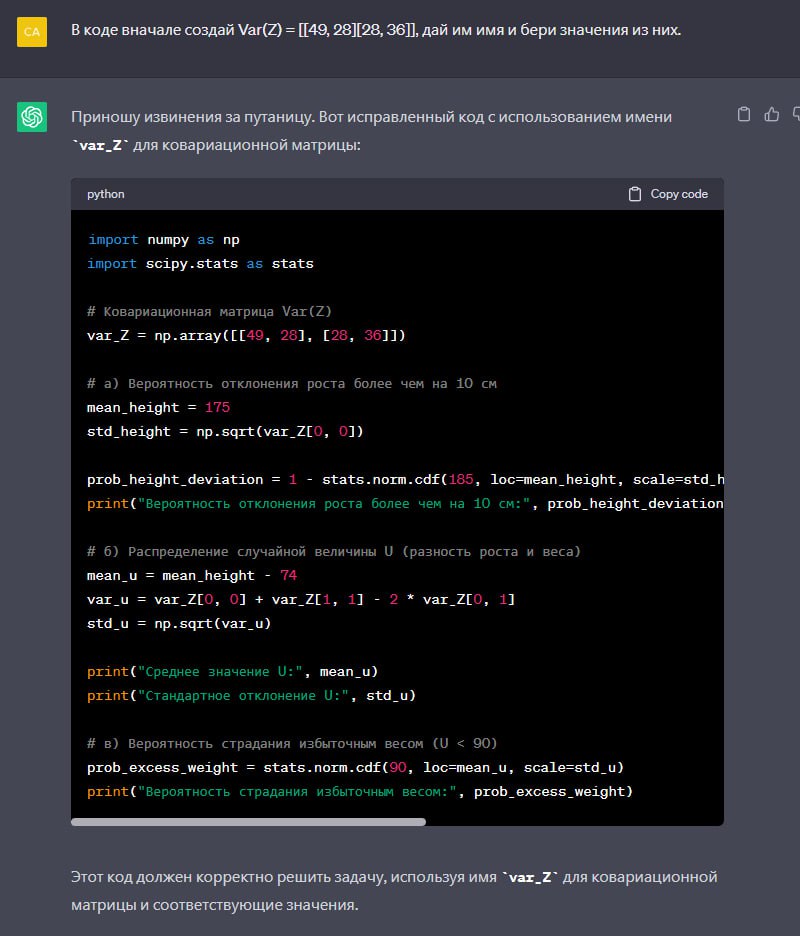 CA
В коде вначале создай Var(Z) = [[49, 28][28, 36]], дай им имя и бери значения из них.
Приношу извинения за путаницу. Вот исправленный код с использованием имени
`var_Z` для ковариационной матрицы:
python
Copy code
import numpy as np
import scipy.stats as stats
# Ковариационная матрица Var(Z)
var_Z = np.array([[49, 28], [28, 36]])
# а) Вероятность отклонения роста более чем на 10 см
mean_height = 175
std_height = np.sqrt(var_Z[0, 0])
prob_height_deviation = 1 - stats.norm.cdf(185, loc=mean_height, scale=std_h
print("Вероятность отклонения роста более чем на 10 см:", prob_height_deviation
# б) Распределение случайной величины U (разность роста и веса)
mean_u = mean_height - 74
var_u = var_Z[0, 0] + var_Z[1, 1] - 2 * var_Z[0, 1]
std_u = np.sqrt(var_u)
print("Среднее значение U:", mean_u)
print("Стандартное отклонение U:", std_u)
# в) Вероятность страдания избыточным весом (U < 90)
prob_excess_weight = stats.norm.cdf(90, loc=mean_u, scale=std_u)
print("Вероятность страдания избыточным весом:", prob_excess_weight)
Этот код должен корректно решить задачу, используя имя `var_Z` для ковариационной
матрицы и соответствующие значения.